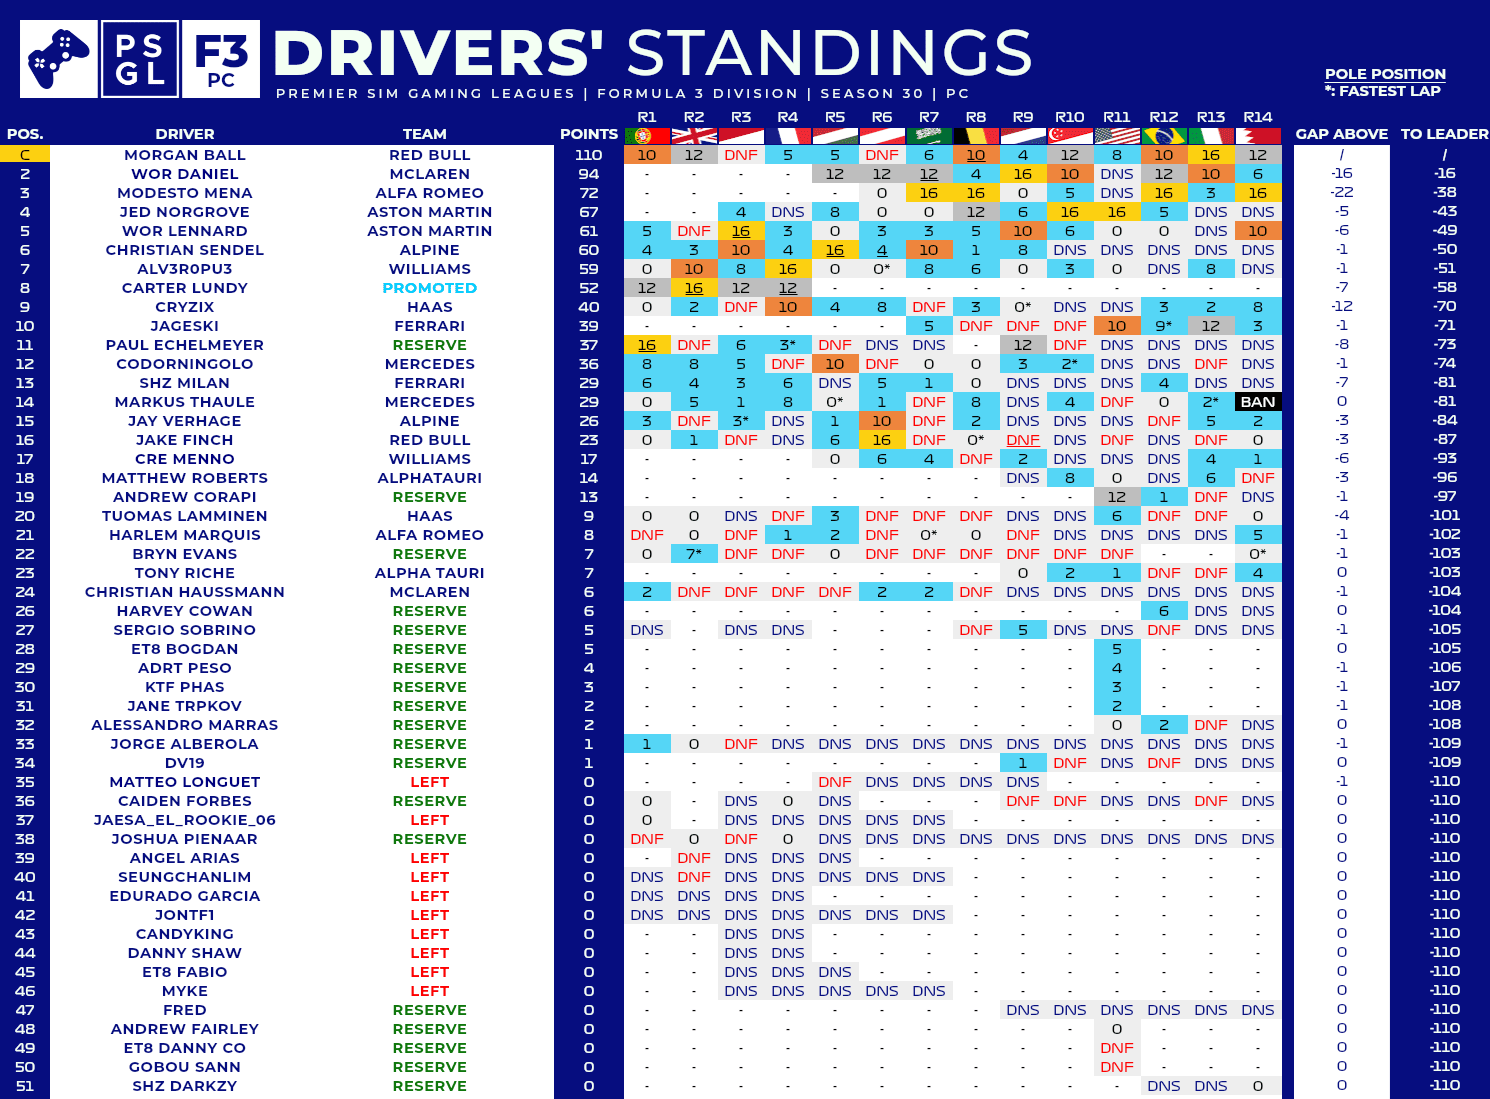 PS
GL
F3
PC
DRIVERS' STANDINGS
PREMIER SIM GAMING LEAGUES | FORMULA 3 DIVISION | SEASON 30 | PC
POLE POSITION
*: FASTEST LAP
R1 R2 R3 R4 R5 R6 R7 R8 R9 R10 R11 R12 R13 R14
POS. DRIVER TEAM POINTS GAP ABOVE TO LEADER
C MORGAN BALL RED BULL 110 10 12 DNF 5 5 DNF 6 10 4 12 8 10 16 12 / /
2 WOR DANIEL MCLAREN 94 - - - - 12 12 12 4 16 10 DNS 12 10 6 -16 -16
3 MODESTO MENA ALFA ROMEO 72 - - - - - 0 16 16 0 5 DNS 16 3 16 -22 -38
4 JED NORGROVE ASTON MARTIN 67 - - 4 DNS 8 0 0 12 6 16 16 5 DNS DNS -5 -43
5 WOR LENNARD ASTON MARTIN 61 5 DNF 16 3 0 3 3 5 10 6 0 0 DNS 10 -6 -49
6 CHRISTIAN SENDEL ALPINE 60 4 3 10 4 16 4 10 1 8 DNS DNS DNS DNS DNS -1 -50
7 ALV3R0PU3 WILLIAMS 59 0 10 8 16 0 0* 8 6 0 3 0 DNS 8 DNS -1 -51
8 CARTER LUNDY PROMOTED 52 12 16 12 12 - - - - - - - - - - -7 -58
9 CRYZIX HAAS 40 0 2 DNF 10 4 8 DNF 3 0* DNS DNS 3 2 8 -12 -70
10 JAGESKI FERRARI 39 - - - - - - 5 DNF DNF DNF 10 9* 12 3 -1 -71
11 PAUL ECHELMEYER RESERVE 37 16 DNF 6 3* DNF DNS DNS - 12 DNF DNS DNS DNS DNS -8 -73
12 CODORNINGOLO MERCEDES 36 8 8 5 DNF 10 DNF 0 0 3 2* DNS DNS DNF DNS -1 -74
13 SHZ MILAN FERRARI 29 6 4 3 6 DNS 5 1 0 DNS DNS DNS 4 DNS DNS -7 -81
14 MARKUS THAULE MERCEDES 29 0 5 1 8 0* 1 DNF 8 DNS 4 DNF 0 2* BAN 0 -81
15 JAY VERHAGE ALPINE 26 3 DNF 3* DNS 1 10 DNF 2 DNS DNS DNS DNF 5 2 -3 -84
16 JAKE FINCH RED BULL 23 0 1 DNF DNS 6 16 DNF 0* DNF DNS DNF DNS DNF 0 -3 -87
17 CRE MENNO WILLIAMS 17 - - - - 0 6 4 DNF 2 DNS DNS DNS 4 1 -6 -93
18 MATTHEW ROBERTS ALPHATAURI 14 - - - - - - - - DNS 8 0 DNS 6 DNF -3 -96
19 ANDREW CORAPI RESERVE 13 - - - - - - - - - - 12 1 DNF DNS -1 -97
20 TUOMAS LAMMINEN HAAS 9 0 0 DNS DNF 3 DNF DNF DNF DNS DNS 6 DNF DNF 0 -4 -101
21 HARLEM MARQUIS ALFA ROMEO 8 DNF 0 DNF 1 2 DNF 0* 0 DNF DNS DNS DNS DNS 5 -1 -102
22 BRYN EVANS RESERVE 7 0 7* DNF DNF 0 DNF DNF DNF DNF DNF DNF - - 0* -1 -103
23 TONY RICHE ALPHA TAURI 7 - - - - - - - - 0 2 1 DNF DNF 4 0 -103
24 CHRISTIAN HAUSSMANN MCLAREN 6 2 DNF DNF DNF DNF 2 2 DNF DNS DNS DNS DNS DNS DNS -1 -104
26 HARVEY COWAN RESERVE 6 - - - - - - - - - - - 6 DNS DNS 0 -104
27 SERGIO SOBRINO RESERVE 5 DNS - DNS DNS - - - DNF 5 DNS DNS DNF DNS DNS -1 -105
28 ET8 BOGDAN RESERVE 5 - - - - - - - - - - 5 - - - 0 -105
29 ADRT PESO RESERVE 4 - - - - - - - - - - 4 - - - -1 -106
30 KTF PHAS RESERVE 3 - - - - - - - - - - 3 - - - -1 -107
31 JANE TRPKOV RESERVE 2 - - - - - - - - - - 2 - - - -1 -108
32 ALESSANDRO MARRAS RESERVE 2 - - - - - - - - - - 0 2 DNF DNS 0 -108
33 JORGE ALBEROLA RESERVE 1 1 0 DNF DNS DNS DNS DNS DNS DNS DNS DNS DNS DNS DNS -1 -109
34 DV19 RESERVE 1 - - - - - - - - 1 DNF DNS DNF DNS DNS 0 -109
35 MATTEO LONGUET LEFT 0 - - - - DNF DNS DNS DNS DNS - - - - - -1 -110
36 CAIDEN FORBES RESERVE 0 0 - DNS 0 DNS - - - DNF DNF DNS DNS DNF DNS 0 -110
37 JAESA_EL_ROOKIE_06 LEFT 0 0 - DNS DNS DNS DNS DNS - - - - - - - 0 -110
38 JOSHUA PIENAAR RESERVE 0 DNF 0 DNF 0 DNS DNS DNS DNS DNS DNS DNS DNS DNS DNS 0 -110
39 ANGEL ARIAS LEFT 0 - DNF DNS DNS DNS - - - - - - - - - 0 -110
40 SEUNGCHANLIM LEFT 0 DNS DNF DNS DNS DNS DNS DNS - - - - - - - 0 -110
41 EDURADO GARCIA LEFT 0 DNS DNS DNS DNS - - - - - - - - - - 0 -110
42 JONTF1 LEFT 0 DNS DNS DNS DNS DNS DNS DNS - - - - - - - 0 -110
43 CANDYKING LEFT 0 - - DNS DNS - - - - - - - - - - 0 -110
44 DANNY SHAW LEFT 0 - - DNS DNS - - - - - - - - - - 0 -110
45 ET8 FABIO LEFT 0 - - DNS DNS DNS - - - - - - - - - 0 -110
46 MYKE LEFT 0 - - DNS DNS DNS DNS DNS - - - - - - - 0 -110
47 FRED RESERVE 0 - - - - - - - - DNS DNS DNS DNS DNS DNS 0 -110
48 ANDREW FAIRLEY RESERVE 0 - - - - - - - - - - 0 - - - 0 -110
49 ET8 DANNY CO RESERVE 0 - - - - - - - - - - DNF - - - 0 -110
50 GOBOU SANN RESERVE 0 - - - - - - - - - - DNF - - - 0 -110
51 SHZ DARKZY RESERVE 0 - - - - - - - - - - - DNS DNS 0 0 -110